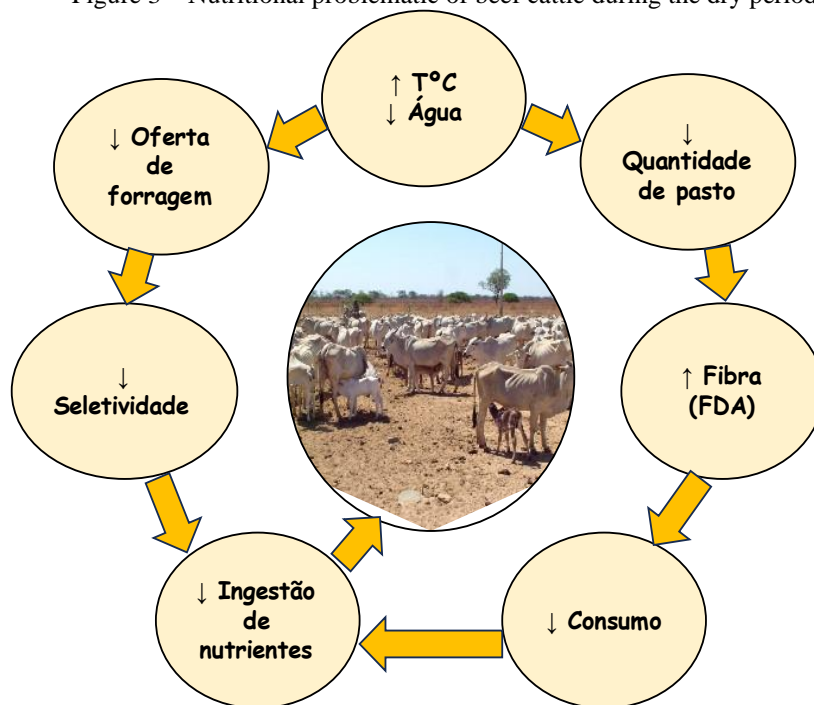 Figure 3 – Nutritional problematic of beef cattle during the dry period
↑ TºC
↓ Água
↓ Oferta
de
forragem
↓
Quantidade
de pasto
↓
Seletividade
↑ Fibra
(FDA)
↓ Ingestão
de
nutrientes
↓ Consumo